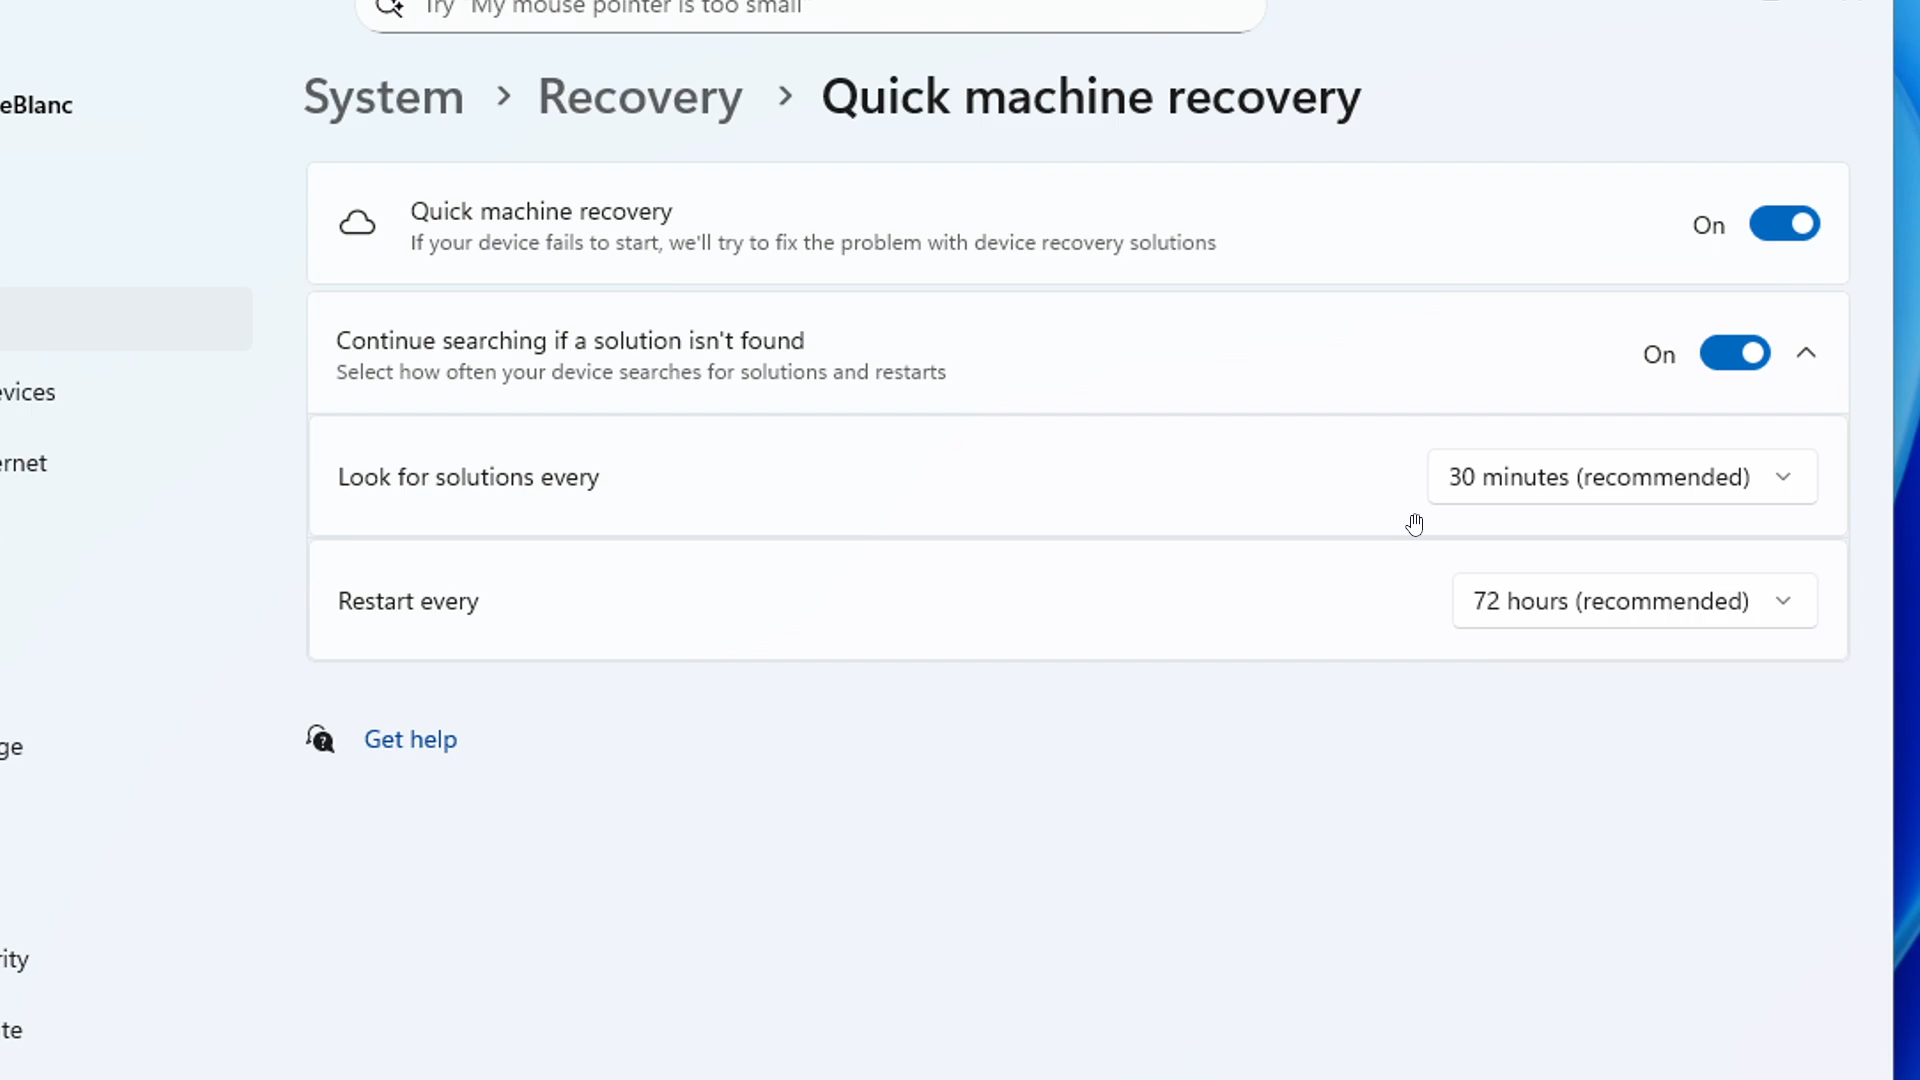 Try "My mouse pointer is too small"
System > Recovery > Quick machine recovery
eBlanc
Quick machine recovery
If your device fails to start, we'll try to fix the problem with device recovery solutions
On
Continue searching if a solution isn't found
Select how often your device searches for solutions and restarts
On
evices
ernet
Look for solutions every
30 minutes (recommended)
Restart every
72 hours (recommended)
Get help
ge
rity
te